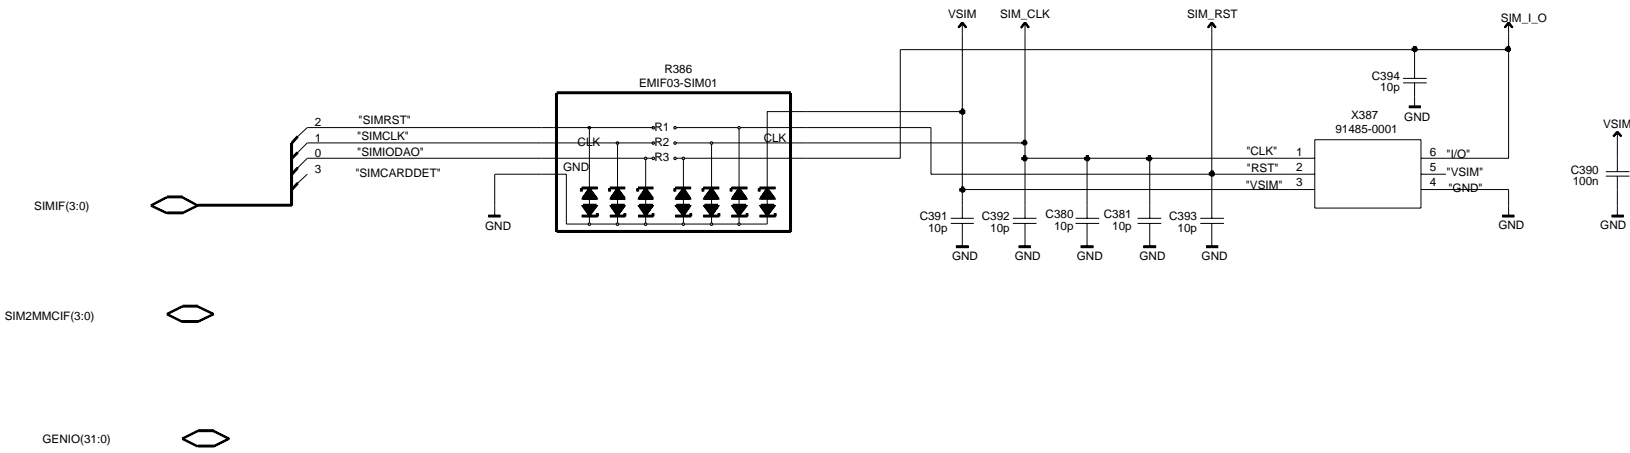 VSIM
SIM_CLK
SIM_RST
SIM_I_O
R386
EMIF03-SIM01
C394
10p
GND
X387
91485-0001
VSIM
C390
100n
GND
2 "SIMRST"
1 "SIMCLK"
0 "SIMIODAO"
3 "SIMCARDDET"
R1
CLK R2 CLK
R3
GND
GND
"CLK" 1
"RST" 2
"VSIM" 3
6 "I/O"
5 "VSIM"
4 "GND"
GND
SIMIF(3:0)
C391
10p
GND
C392
10p
GND
C380
10p
GND
C381
10p
GND
C393
10p
GND
SIM2MMCIF(3:0)
GENIO(31:0)